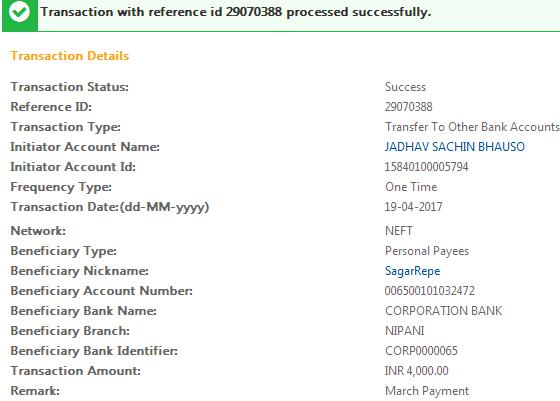 Transaction with reference id 29070388 processed successfully.
Transaction Details
Transaction Status: Success
Reference ID: 29070388
Transaction Type: Transfer To Other Bank Accounts
Initiator Account Name: JADHAV SACHIN BHAUSO
Initiator Account Id: 15840100005794
Frequency Type: One Time
Transaction Date:(dd-MM-yyyy) 19-04-2017
Network: NEFT
Beneficiary Type: Personal Payees
Beneficiary Nickname: SagarRepe
Beneficiary Account Number: 006500101032472
Beneficiary Bank Name: CORPORATION BANK
Beneficiary Branch: NIPANI
Beneficiary Bank Identifier: CORP0000065
Transaction Amount: INR 4,000.00
Remark: March Payment